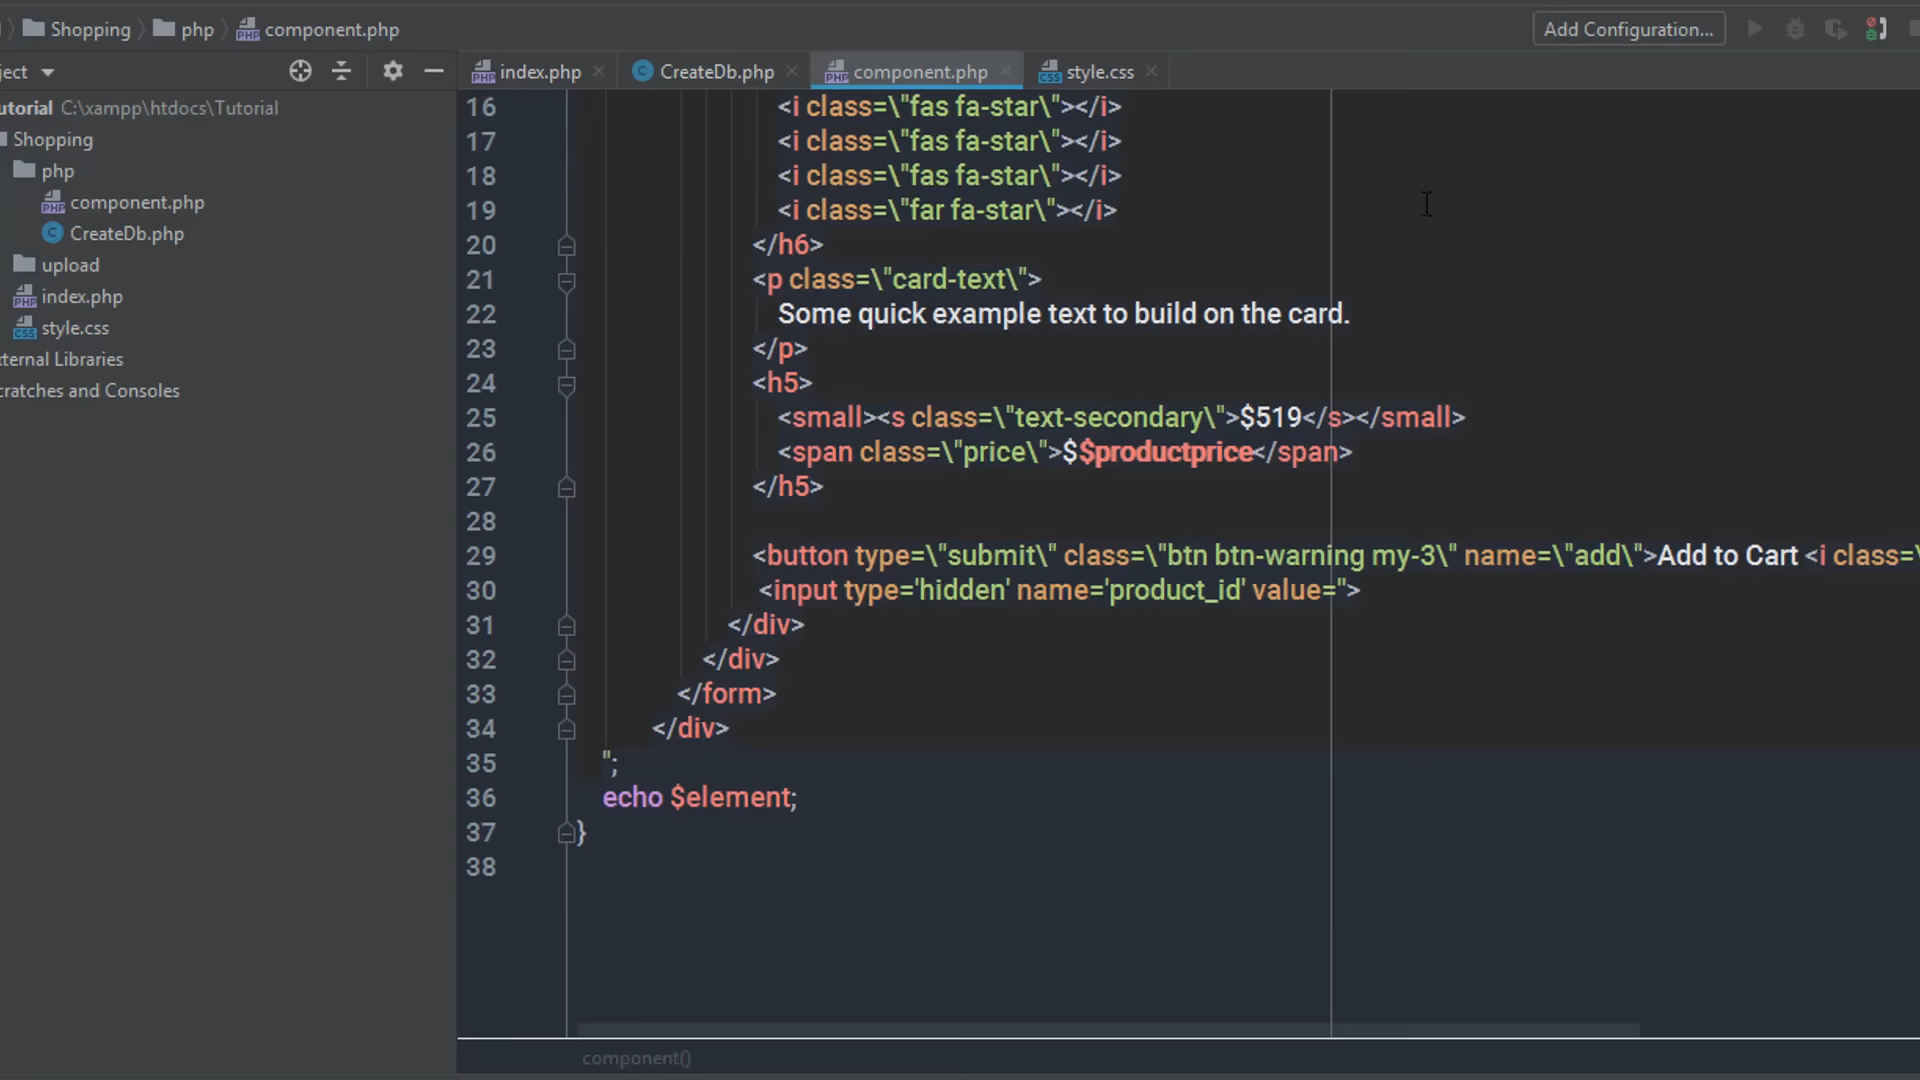 Shopping php component.php
Add Configuration...
ject
index.php CreateDb.php component.php style.css
utorial C:\xampp\htdocs\Tutorial
Shopping
php
component.php
CreateDb.php
upload
index.php
style.css
ternal Libraries
cratches and Consoles
16 <i class=\"fas fa-star\"></i>
17 <i class=\"fas fa-star\"></i>
18 <i class=\"fas fa-star\"></i>
19 <i class=\"far fa-star\"></i>
20 </h6>
21 <p class=\"card-text\">
22 Some quick example text to build on the card.
23 </p>
24 <h5>
25 <small><s class=\"text-secondary\">$519</s></small>
26 <span class=\"price\">$$productprice</span>
27 </h5>
28
29 <button type=\"submit\" class=\"btn btn-warning my-3\" name=\"add\">Add to Cart <i class=\
30 <input type='hidden' name='product_id' value=''>
31 </div>
32 </div>
33 </form>
34 </div>
35 ";
36 echo $element;
37 }
38
component()